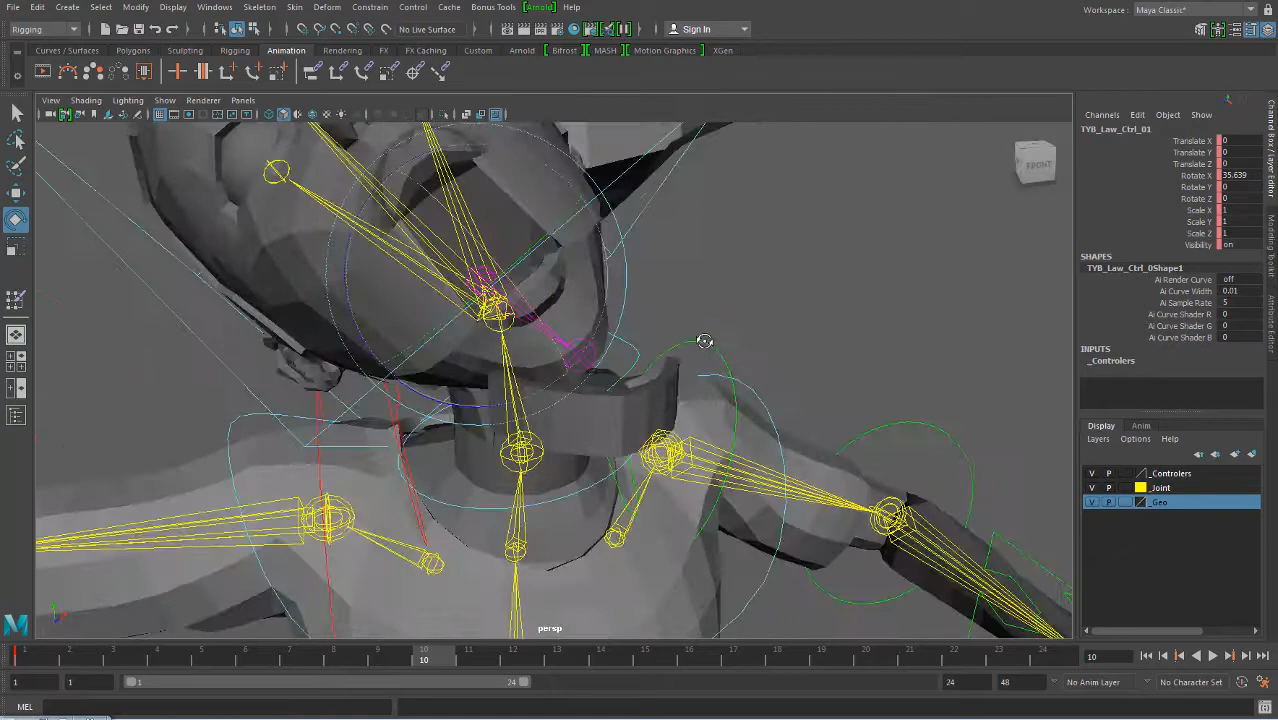 File Edit Create Select Modify Display Windows Skeleton Skin Deform Constrain Control Cache Bonus Tools [Arnold] Help Workspace : Maya Classic*
Rigging No Live Surface Sign In
Curves / Surfaces Polygons Sculpting Rigging Animation Rendering FX FX Caching Custom Arnold Bifrost MASH Motion Graphics XGen
View Shading Lighting Show Renderer Panels
Channels Edit Object Show
TYB_Law_Ctrl_01
Translate X 0
Translate Y 0
Translate Z 0
Rotate X 35.639
Rotate Y 0
Rotate Z 0
Scale X 1
Scale Y 1
Scale Z 1
Visibility on
SHAPES
TYB_Law_Ctrl_0Shape1
Ai Render Curve off
Ai Curve Width 0.01
Ai Sample Rate 5
Ai Curve Shader R 0
Ai Curve Shader G 0
Ai Curve Shader B 0
INPUTS
_Controlers
FRONT
Channel Box / Layer Editor
Modeling Toolkit
Display Anim
Layers Options Help
V P _Controlers
V P _Joint
V P _Geo
persp
1 2 3 4 5 6 7 8 9 10 11 12 13 14 15 16 17 18 19 20 21 22 23 24
10 10
1 1 1 24 24 48 No Anim Layer No Character Set
MEL